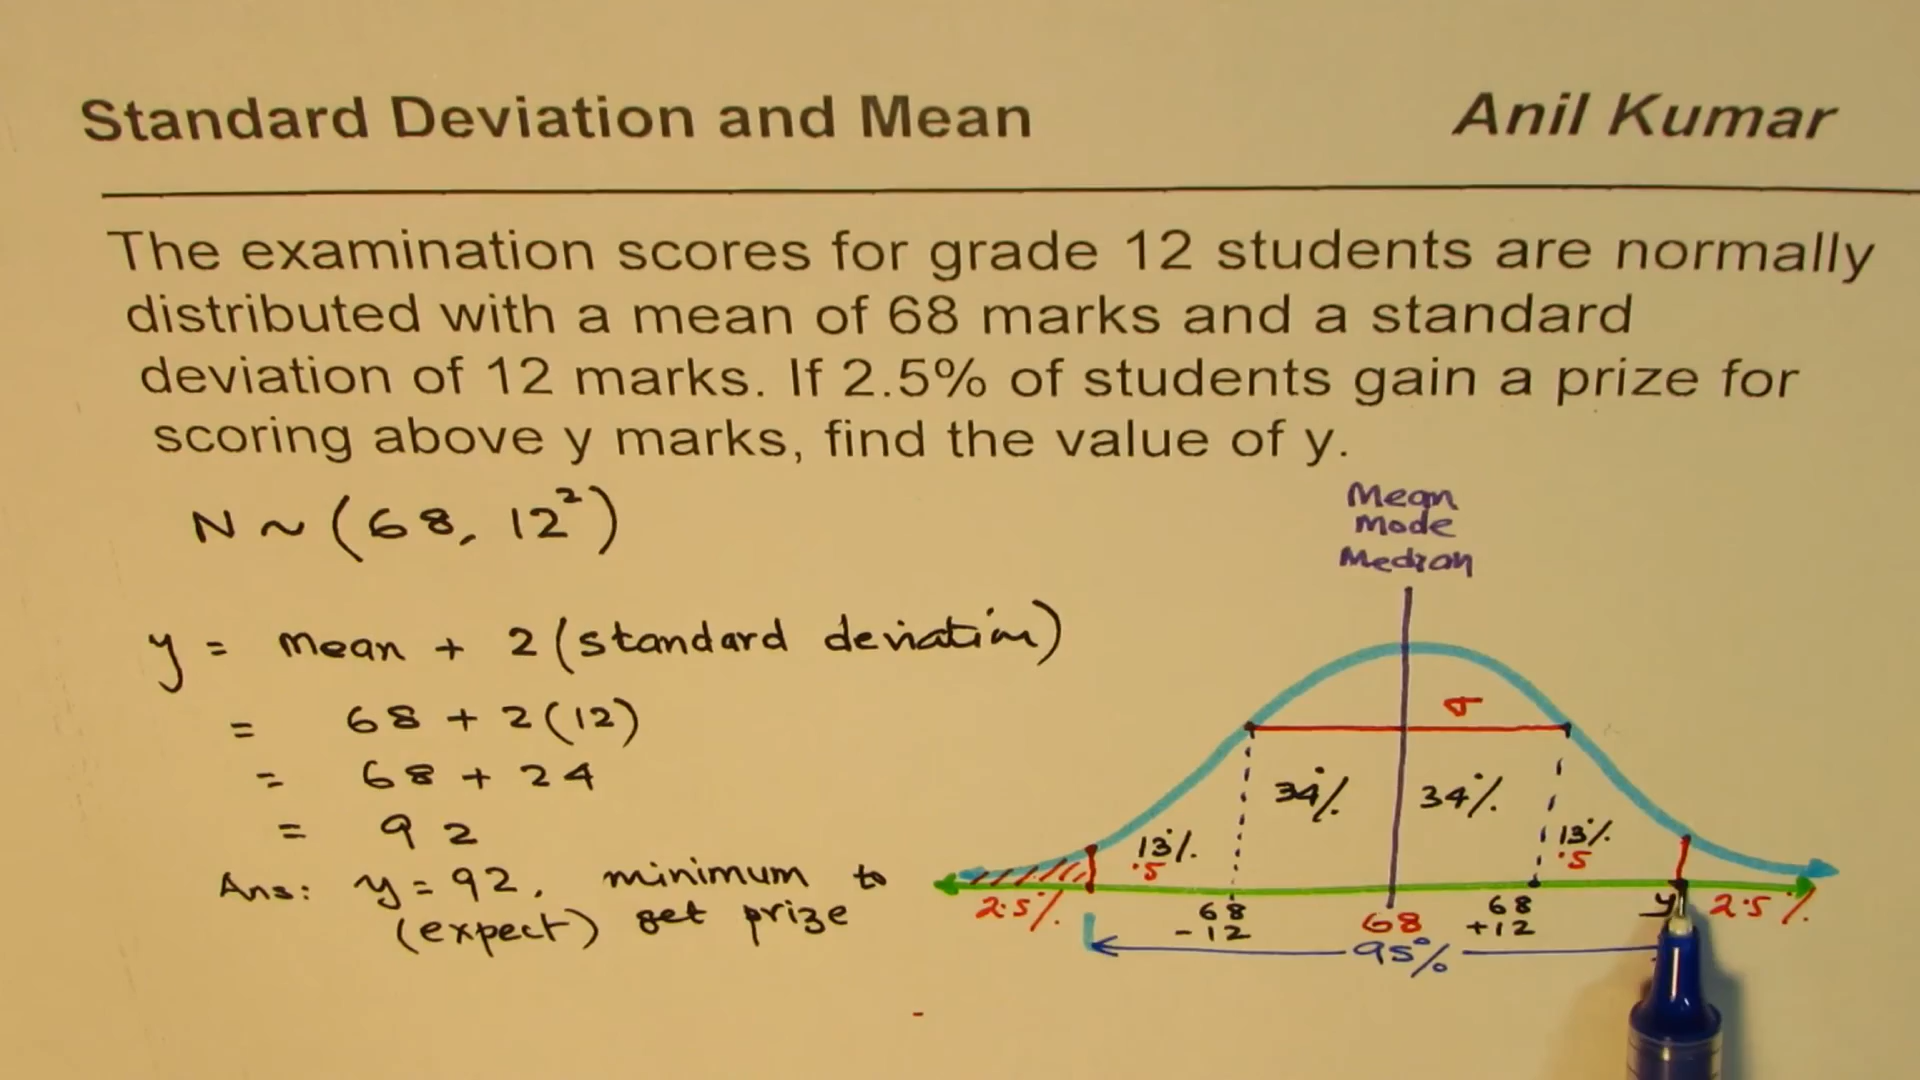 Standard Deviation and Mean
Anil Kumar
The examination scores for grade 12 students are normally
distributed with a mean of 68 marks and a standard
deviation of 12 marks. If 2.5% of students gain a prize for
scoring above y marks, find the value of y.
N ~ (68, 12²)
y = mean + 2 (standard deviation)
= 68 + 2(12)
= 68 + 24
= 92
Ans: y = 92, minimum to
(expect) get prize
Mean
Mode
Median
σ
34% 34%
13% 13%
.5 .5
2.5% 68 68 68 y 2.5%
-12 +12
95%